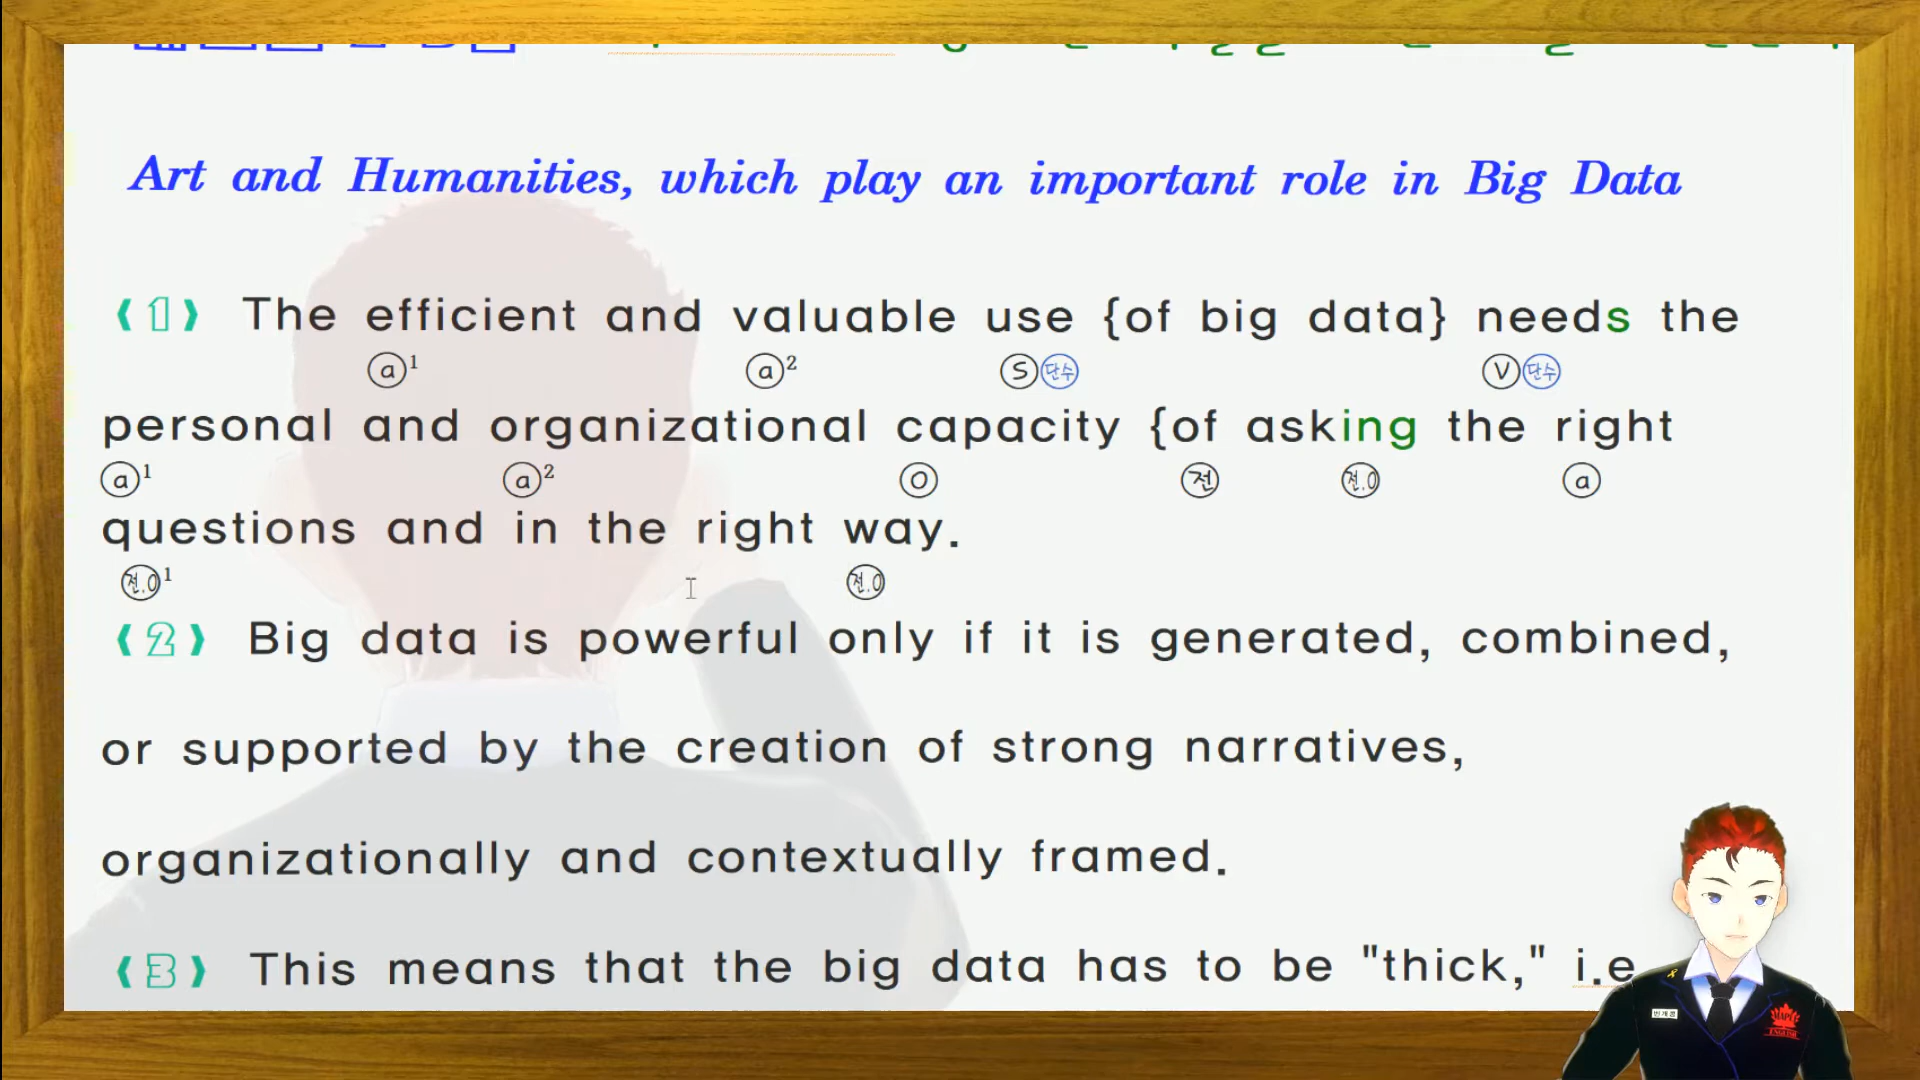 Art and Humanities, which play an important role in Big Data
❪1❫ The efficient and valuable use {of big data} needs the
ⓐ¹ ⓐ² Ⓢ 단수 Ⓥ 단수
personal and organizational capacity {of asking the right
ⓐ¹ ⓐ² Ⓞ 전 전.O ⓐ
questions and in the right way.
전.O¹ 전.O
❪2❫ Big data is powerful only if it is generated, combined,
or supported by the creation of strong narratives,
organizationally and contextually framed.
❪3❫ This means that the big data has to be "thick," i.e